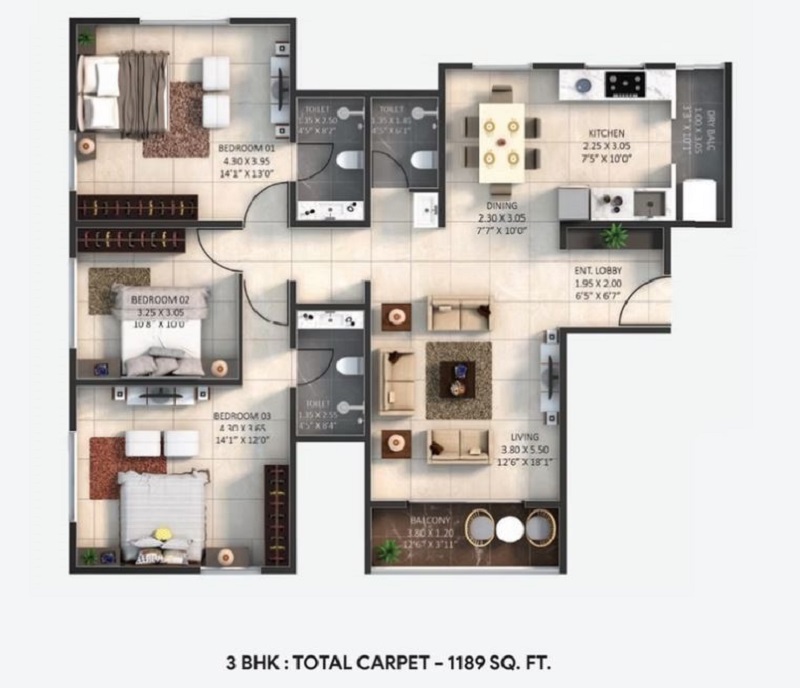 BEDROOM 01
4.30 X 3.95
14'1" X 13'0"
TOILET
1.35 X 2.50
4'5" X 8'2"
TOILET
4'5" X 6'1"
KITCHEN
2.25 X 3.05
7'5" X 10'0"
DRY BALC
1.00 X 3.05
3'3" X 10'1"
DINING
2.30 X 3.05
7'7" X 10'0"
ENT. LOBBY
1.95 X 2.00
6'5" X 6'7"
BEDROOM 02
3.25 X 3.05
10'8" X 10'0"
TOILET
1.35 X 2.55
4'5" X 8'4"
BEDROOM 03
4.30 X 3.65
14'1" X 12'0"
LIVING
3.80 X 5.50
12'6" X 18'1"
BALCONY
3.80 X 1.20
12'6" X 3'11"
3 BHK : TOTAL CARPET - 1189 SQ. FT.